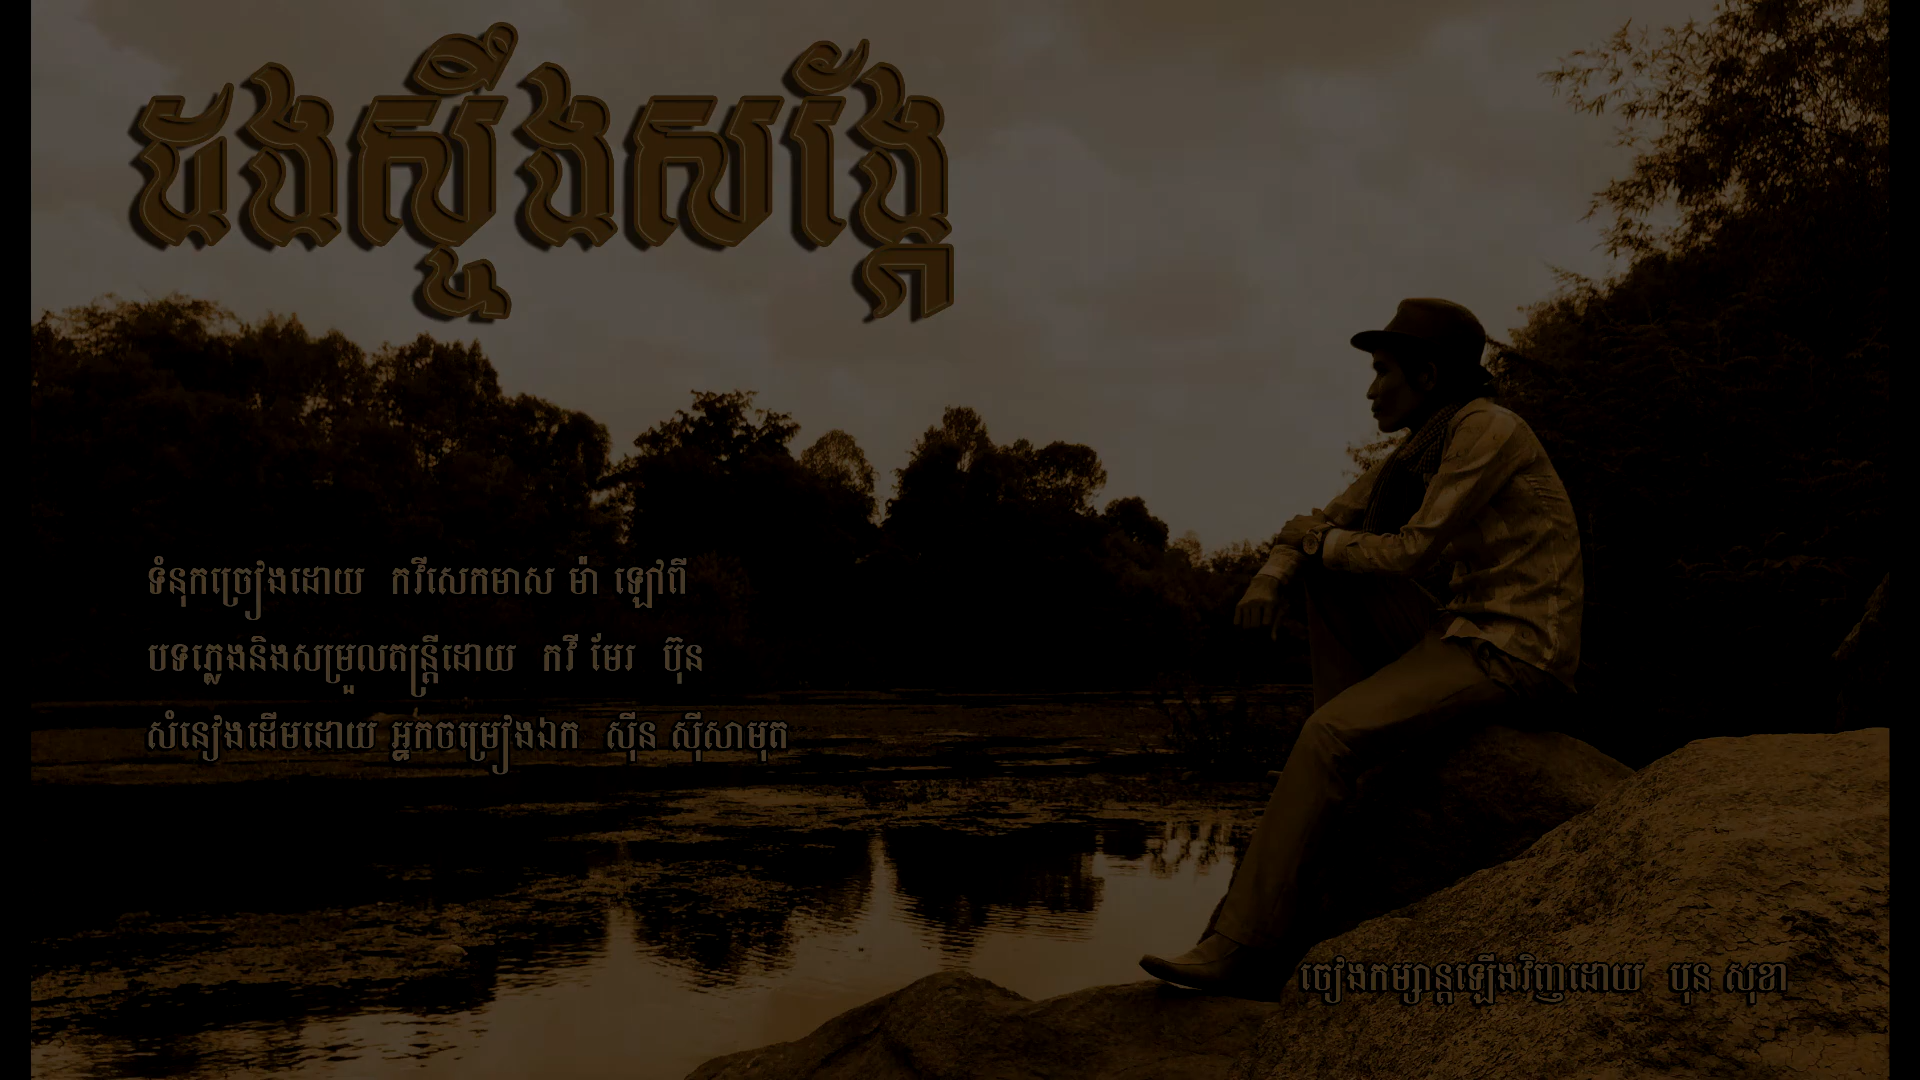 ដងស្ទឹងសង្កែ
ទំនុកច្រៀងដោយ កវីសេកមាស ម៉ា ឡៅពី
បទភ្លេងនិងសម្រួលតន្ត្រីដោយ កវី មែរ ប៊ុន
សំនៀងដើមដោយ អ្នកចម្រៀងឯក ស៊ីន ស៊ីសាមុត
ច្រៀងកម្សាន្តឡើងវិញដោយ ប៊ុន សុខា